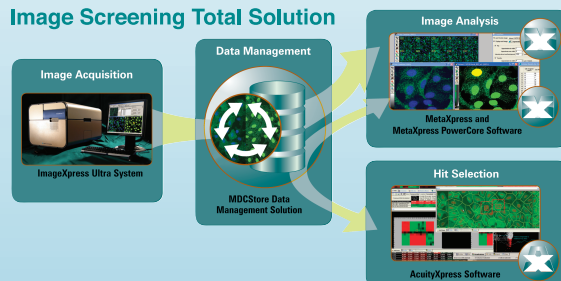 Image Screening Total Solution
Image Acquisition
ImageXpress Ultra System
Data Management
MDCStore Data
Management Solution
Image Analysis
MetaXpress and
MetaXpress PowerCore Software
Hit Selection
AcuityXpress Software